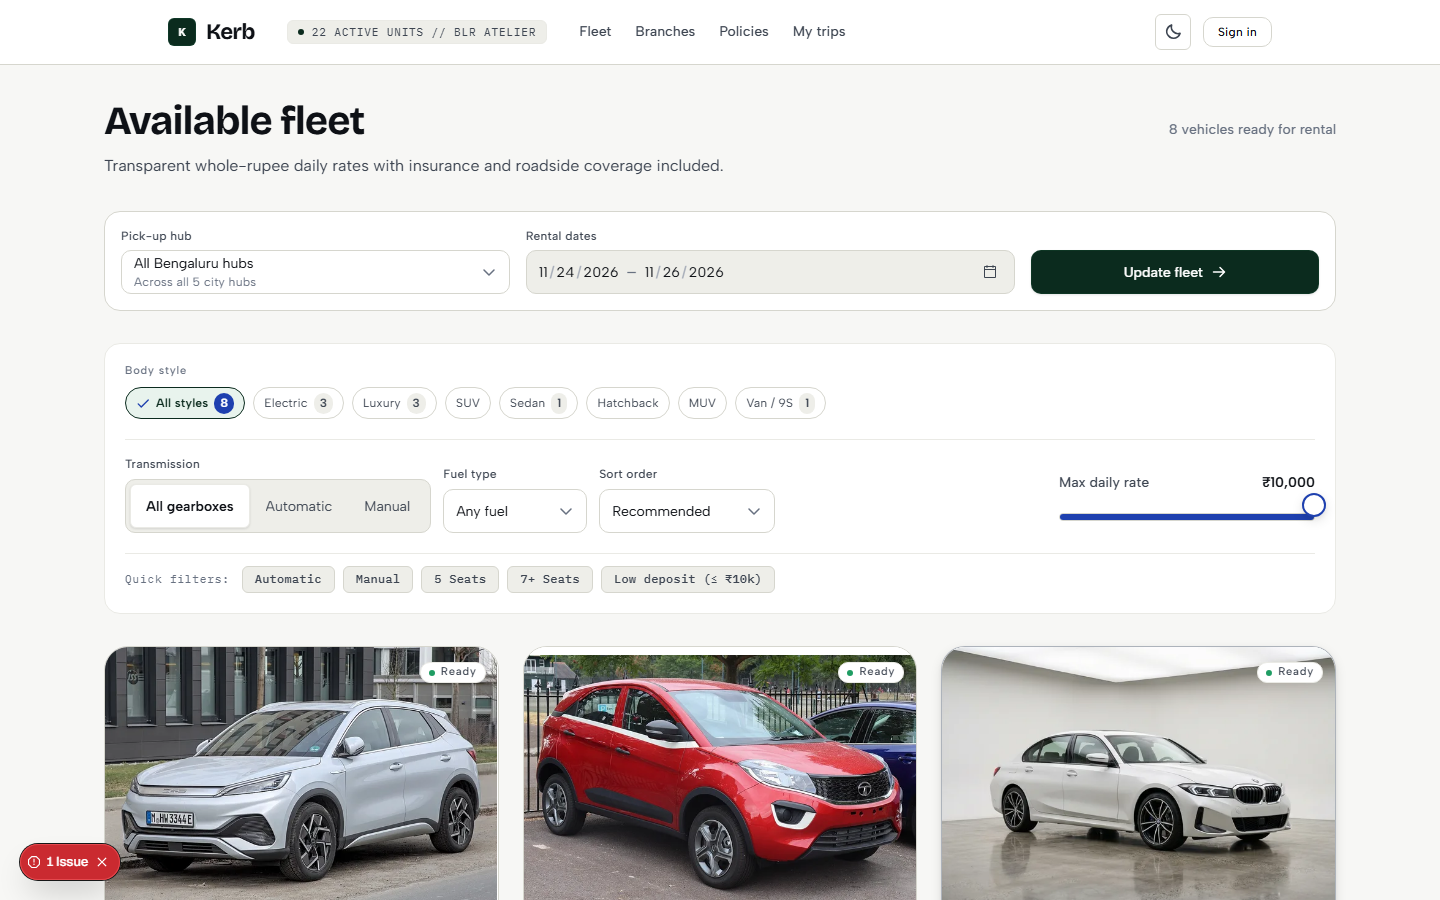 K Kerb
22 ACTIVE UNITS // BLR ATELIER
Fleet Branches Policies My trips
Sign in
Available fleet
8 vehicles ready for rental
Transparent whole-rupee daily rates with insurance and roadside coverage included.
Pick-up hub
All Bengaluru hubs
Across all 5 city hubs
Rental dates
11/24/2026 – 11/26/2026
Update fleet →
Body style
All styles 8
Electric 3
Luxury 3
SUV
Sedan 1
Hatchback
MUV
Van / 9S 1
Transmission
All gearboxes Automatic Manual
Fuel type
Any fuel
Sort order
Recommended
Max daily rate ₹10,000
Quick filters: Automatic Manual 5 Seats 7+ Seats Low deposit (≤ ₹10k)
Ready
Ready
Ready
1 Issue